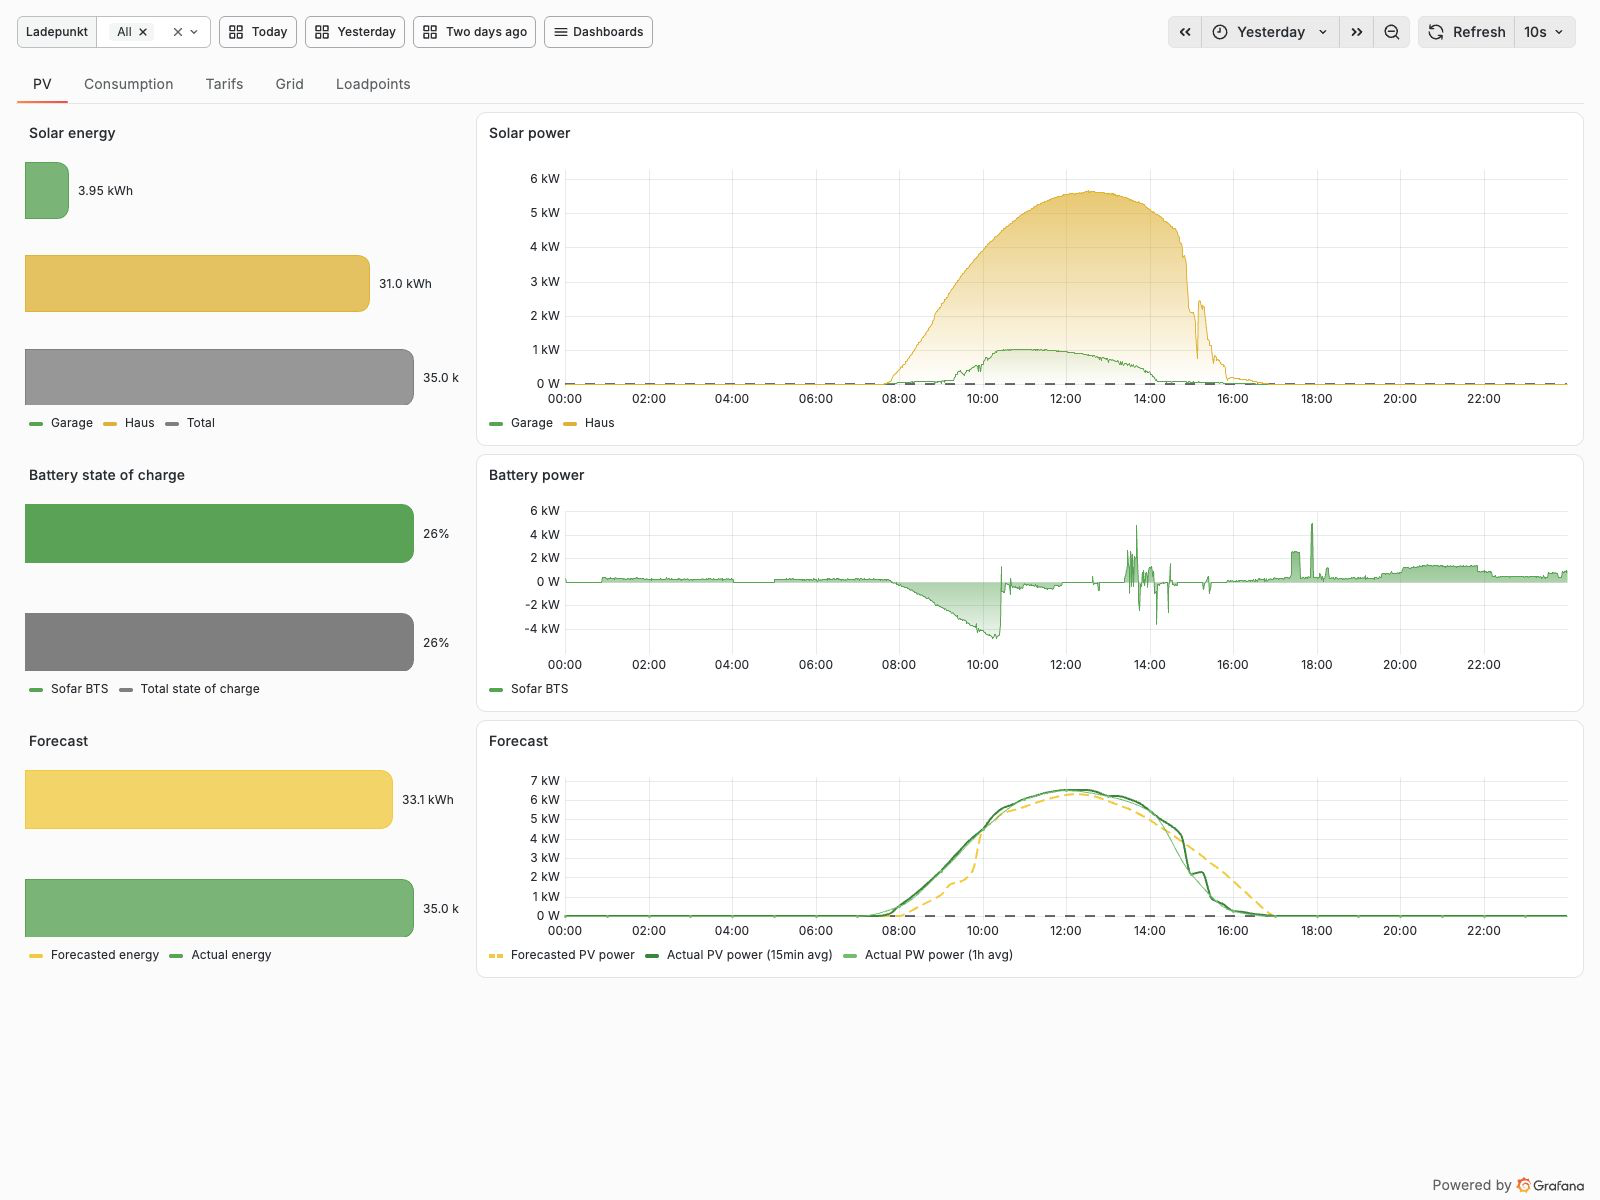 Ladepunkt All Today Yesterday Two days ago Dashboards Yesterday Refresh 10s
PV Consumption Tarifs Grid Loadpoints
Solar energy
3.95 kWh
31.0 kWh
35.0 k
Garage Haus Total
Solar power
6 kW
5 kW
4 kW
3 kW
2 kW
1 kW
0 W
00:00 02:00 04:00 06:00 08:00 10:00 12:00 14:00 16:00 18:00 20:00 22:00
Garage Haus
Battery state of charge
26%
26%
Sofar BTS Total state of charge
Battery power
6 kW
4 kW
2 kW
0 W
-2 kW
-4 kW
00:00 02:00 04:00 06:00 08:00 10:00 12:00 14:00 16:00 18:00 20:00 22:00
Sofar BTS
Forecast
33.1 kWh
35.0 k
Forecasted energy Actual energy
Forecast
7 kW
6 kW
5 kW
4 kW
3 kW
2 kW
1 kW
0 W
00:00 02:00 04:00 06:00 08:00 10:00 12:00 14:00 16:00 18:00 20:00 22:00
Forecasted PV power Actual PV power (15min avg) Actual PW power (1h avg)
Powered by Grafana